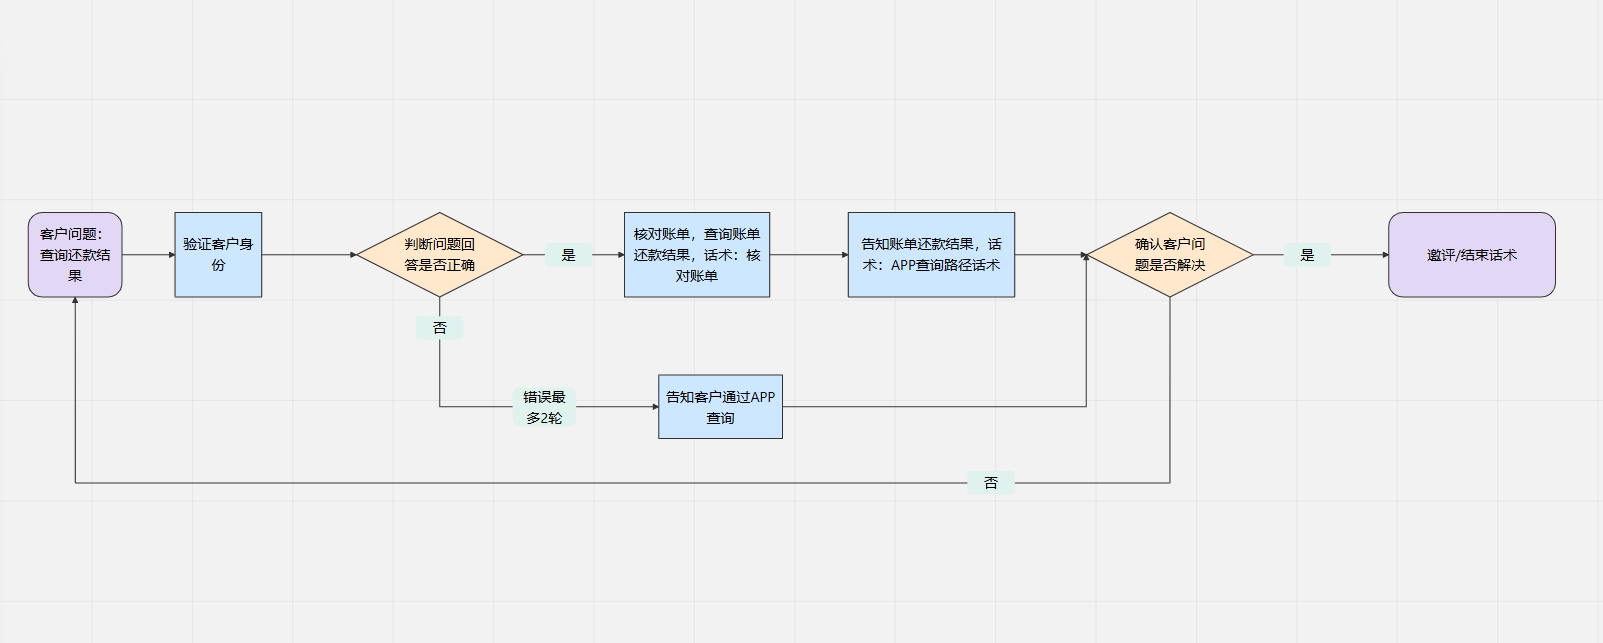 客户问题：
查询还款结
果
验证客户身
份
判断问题回
答是否正确
是
核对账单，查询账单
还款结果，话术：核
对账单
告知账单还款结果，话
术：APP查询路径话术
确认客户问
题是否解决
是
邀评/结束话术
否
错误最
多2轮
告知客户通过APP
查询
否